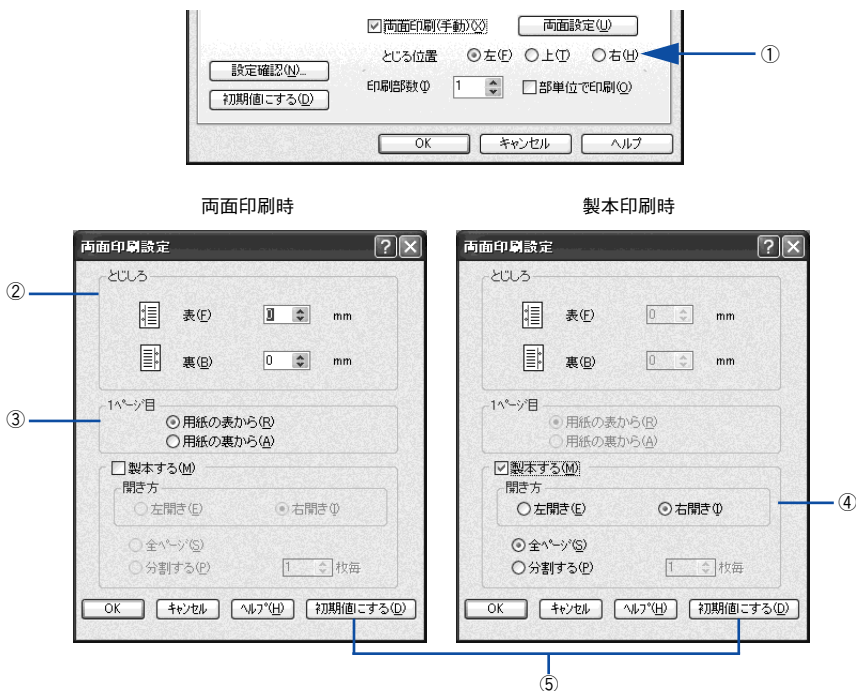 両面印刷(手動)(X) 両面設定(U)
とじる位置 左(F) 上(T) 右(H) ①
設定確認(N)...
印刷部数(I) 1 部単位で印刷(O)
初期値にする(D)
OK キャンセル ヘルプ
両面印刷時
両面印刷設定
② とじしろ
表(F) 0 mm
裏(B) 0 mm
1ページ目
③ 用紙の表から(R)
用紙の裏から(A)
製本する(M)
開き方
左開き(E) 右開き(I)
全ページ(S)
分割する(P) 1 枚毎
OK キャンセル ヘルプ(H) 初期値にする(D)
製本印刷時
両面印刷設定
とじしろ
表(F) 0 mm
裏(B) 0 mm
1ページ目
用紙の表から(R)
用紙の裏から(A)
製本する(M)
開き方
左開き(E) 右開き(I) ④
全ページ(S)
分割する(P) 1 枚毎
OK キャンセル ヘルプ(H) 初期値にする(D)
⑤